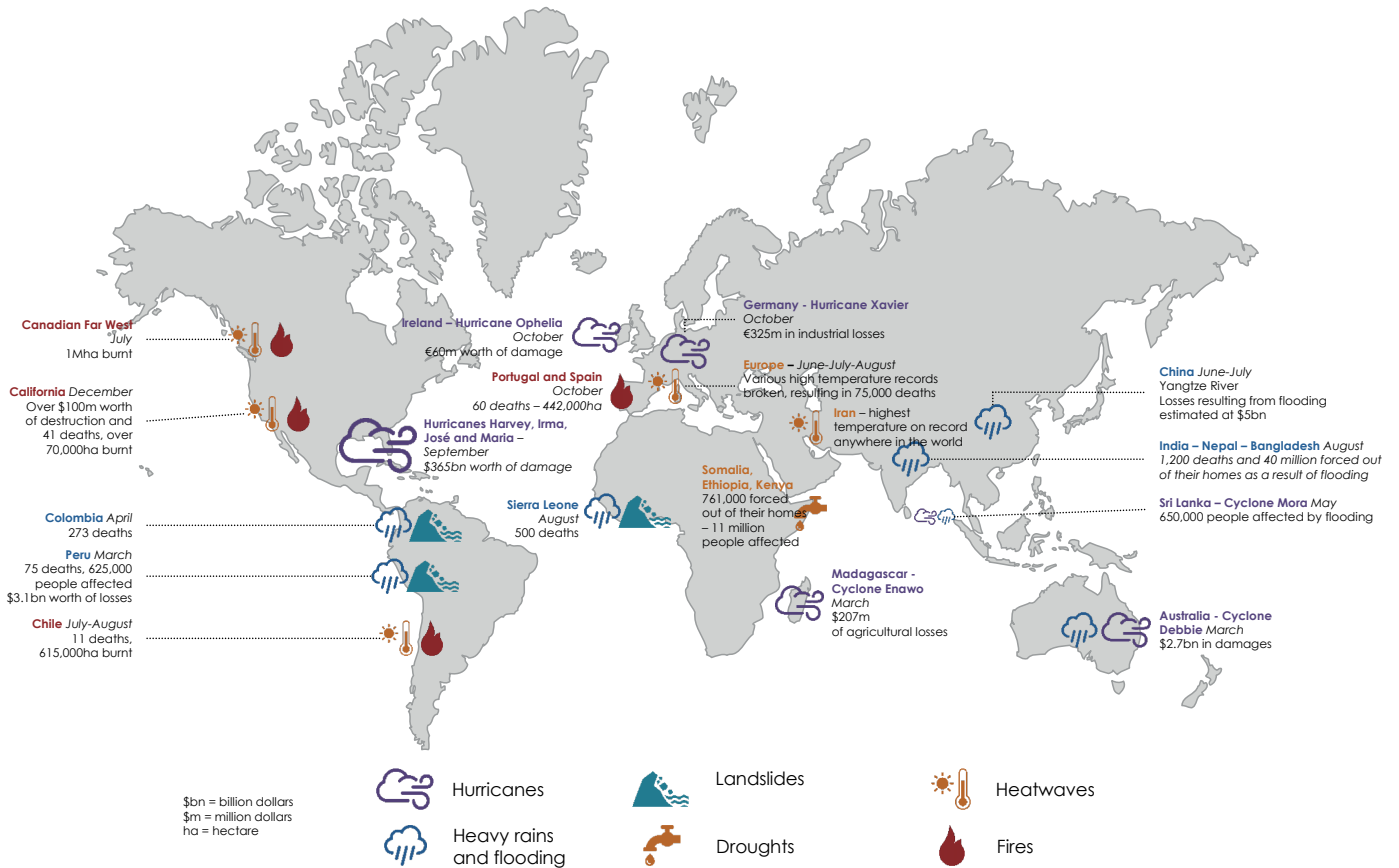 Canadian Far West
July
1Mha burnt
California December
Over $100m worth
of destruction and
41 deaths, over
70,000ha burnt
Colombia April
273 deaths
Peru March
75 deaths, 625,000
people affected
$3.1bn worth of losses
Chile July-August
11 deaths,
615,000ha burnt
Ireland – Hurricane Ophelia
October
€60m worth of damage
Portugal and Spain
October
60 deaths – 442,000ha
Hurricanes Harvey, Irma,
José and Maria –
September
$365bn worth of damage
Sierra Leone
August
500 deaths
Germany - Hurricane Xavier
October
€325m in industrial losses
Europe – June-July-August
Various high temperature records
broken, resulting in 75,000 deaths
Iran – highest
temperature on record
anywhere in the world
Somalia,
Ethiopia, Kenya
761,000 forced
out of their homes
– 11 million
people affected
Madagascar -
Cyclone Enawo
March
$207m
of agricultural losses
China June-July
Yangtze River
Losses resulting from flooding
estimated at $5bn
India – Nepal – Bangladesh August
1,200 deaths and 40 million forced out
of their homes as a result of flooding
Sri Lanka – Cyclone Mora May
650,000 people affected by flooding
Australia - Cyclone
Debbie March
$2.7bn in damages
$bn = billion dollars
$m = million dollars
ha = hectare
Hurricanes
Heavy rains
and flooding
Landslides
Droughts
Heatwaves
Fires